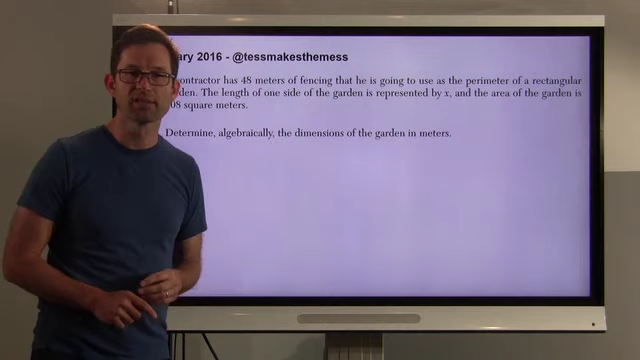 ary 2016 - @tessmakesthemess
contractor has 48 meters of fencing that he is going to use as the perimeter of a rectangular
den. The length of one side of the garden is represented by x, and the area of the garden is
08 square meters.
Determine, algebraically, the dimensions of the garden in meters.